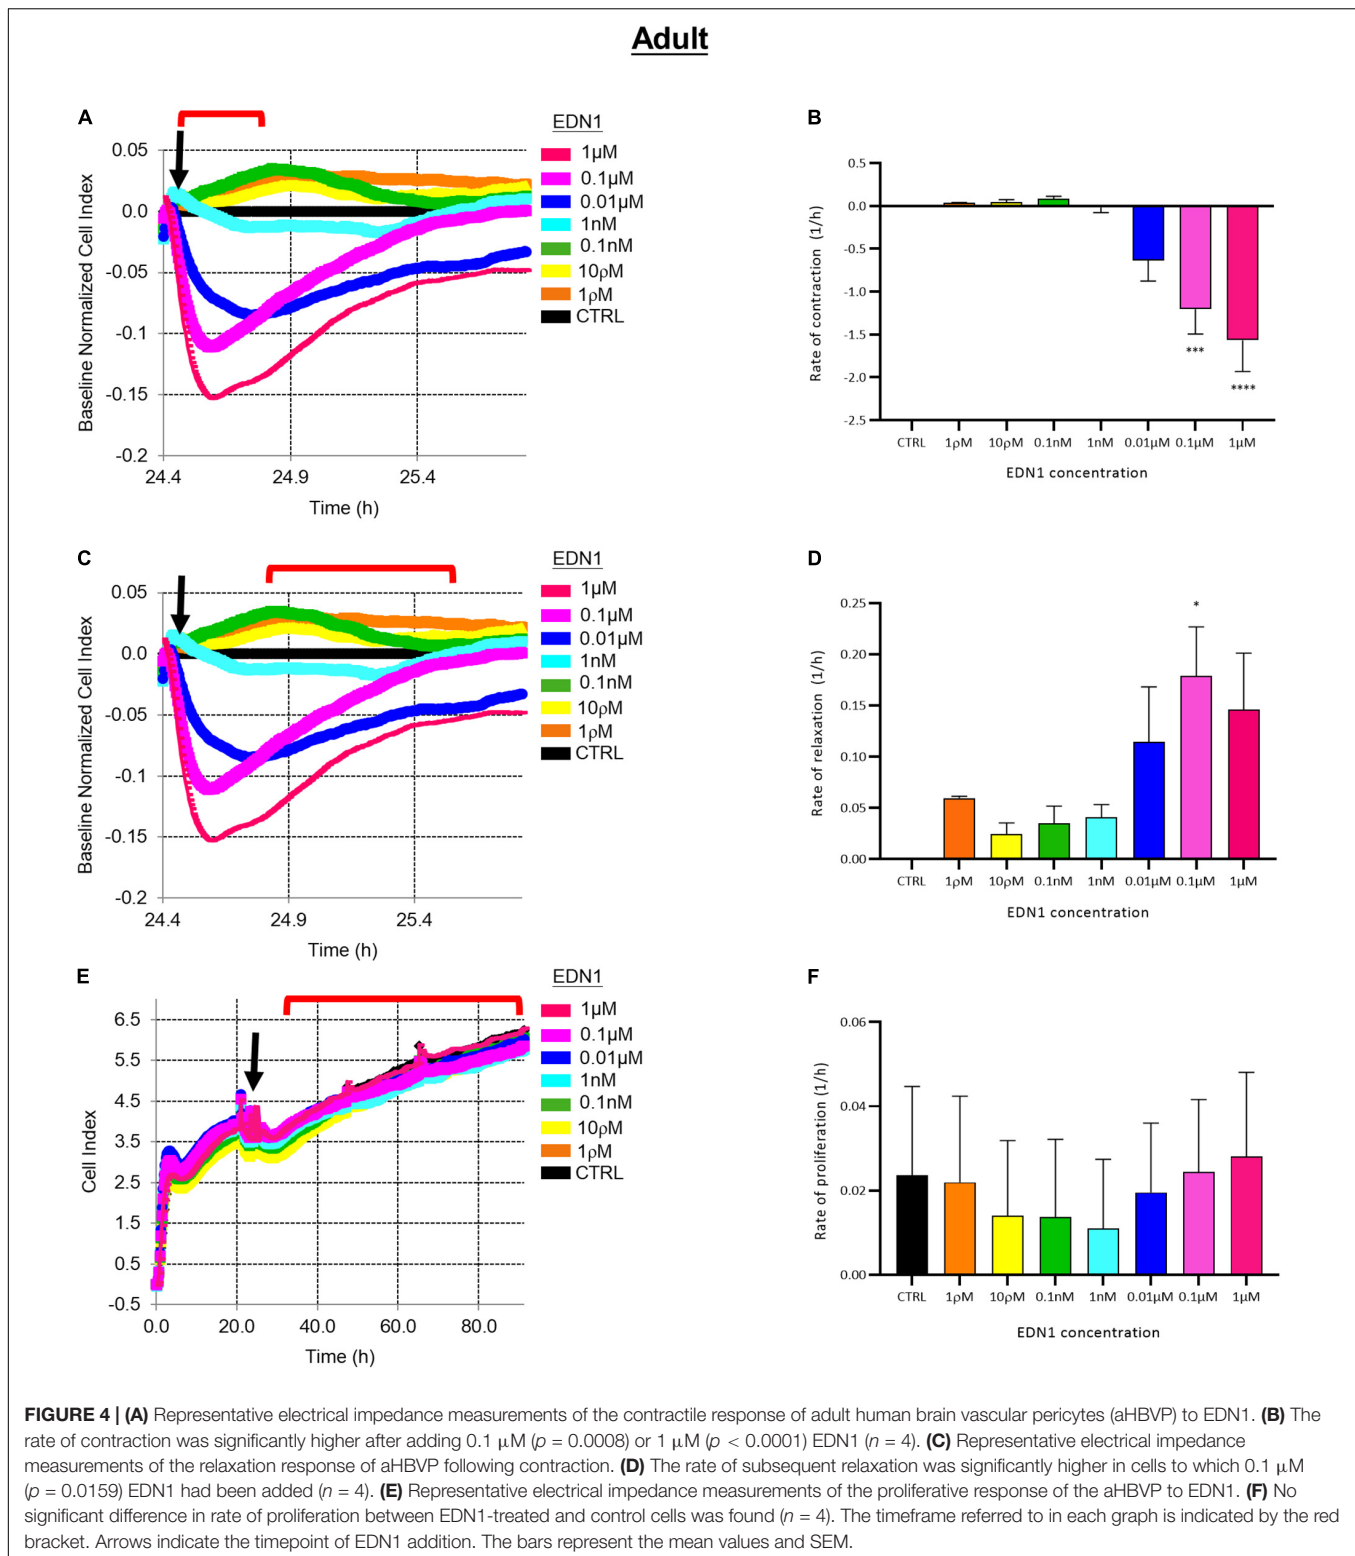 Adult
A
EDN1
1µM
0.1µM
0.01µM
1nM
0.1nM
10ρM
1ρM
CTRL
Baseline Normalized Cell Index
0.05
0.0
-0.05
-0.1
-0.15
-0.2
24.4 24.9 25.4
Time (h)
B
Rate of contraction (1/h)
0.5
0.0
-0.5
-1.0
-1.5
-2.0
-2.5
***
****
CTRL 1ρM 10ρM 0.1nM 1nM 0.01µM 0.1µM 1µM
EDN1 concentration
C
EDN1
1µM
0.1µM
0.01µM
1nM
0.1nM
10ρM
1ρM
CTRL
Baseline Normalized Cell Index
0.05
0.0
-0.05
-0.1
-0.15
-0.2
24.4 24.9 25.4
Time (h)
D
Rate of relaxation (1/h)
0.25
0.20
0.15
0.10
0.05
0.00
*
CTRL 1ρM 10ρM 0.1nM 1nM 0.01µM 0.1µM 1µM
EDN1 concentration
E
EDN1
1µM
0.1µM
0.01µM
1nM
0.1nM
10ρM
1ρM
CTRL
Cell Index
6.5
5.5
4.5
3.5
2.5
1.5
0.5
-0.5
0.0 20.0 40.0 60.0 80.0
Time (h)
F
Rate of proliferation (1/h)
0.06
0.04
0.02
0.00
CTRL 1ρM 10ρM 0.1nM 1nM 0.01µM 0.1µM 1µM
EDN1 concentration
FIGURE 4 | (A) Representative electrical impedance measurements of the contractile response of adult human brain vascular pericytes (aHBVP) to EDN1. (B) The
rate of contraction was significantly higher after adding 0.1 µM (p = 0.0008) or 1 µM (p < 0.0001) EDN1 (n = 4). (C) Representative electrical impedance
measurements of the relaxation response of aHBVP following contraction. (D) The rate of subsequent relaxation was significantly higher in cells to which 0.1 µM
(p = 0.0159) EDN1 had been added (n = 4). (E) Representative electrical impedance measurements of the proliferative response of the aHBVP to EDN1. (F) No
significant difference in rate of proliferation between EDN1-treated and control cells was found (n = 4). The timeframe referred to in each graph is indicated by the red
bracket. Arrows indicate the timepoint of EDN1 addition. The bars represent the mean values and SEM.